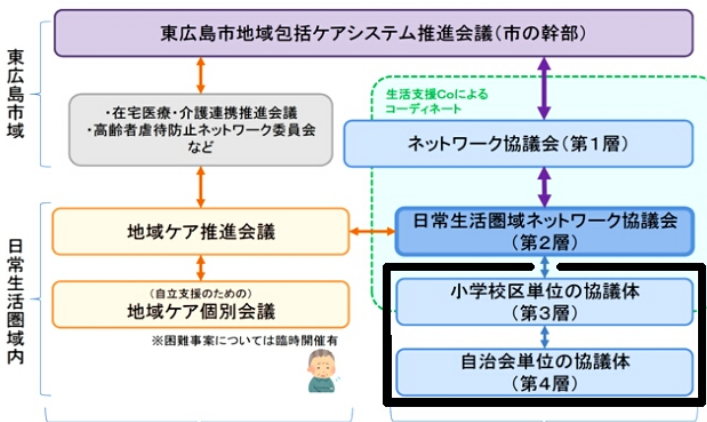 東広島市地域包括ケアシステム推進会議(市の幹部)
東広島市域
・在宅医療・介護連携推進会議
・高齢者虐待防止ネットワーク委員会
など
生活支援Coによる
コーディネート
ネットワーク協議会(第1層)
日常生活圏域内
地域ケア推進会議
日常生活圏域ネットワーク協議会
(第2層)
(自立支援のための)
地域ケア個別会議
※困難事案については臨時開催有
小学校区単位の協議体
(第3層)
自治会単位の協議体
(第4層)